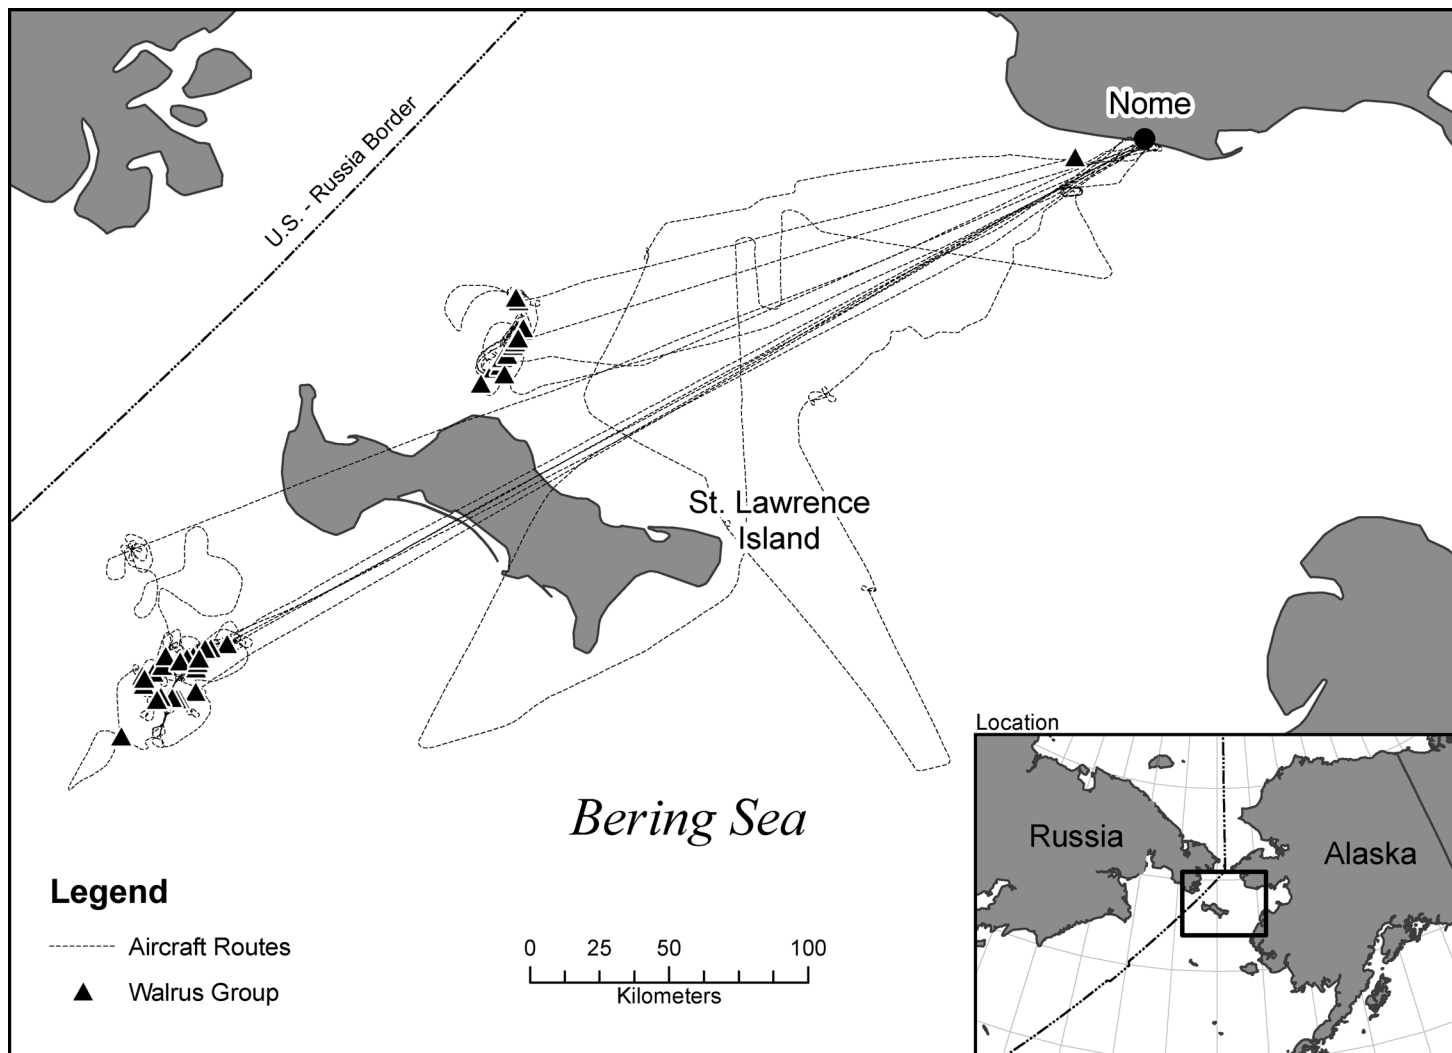 Nome
U.S. - Russia Border
St. Lawrence
Island
Bering Sea
Legend
Aircraft Routes
Walrus Group
0 25 50 100
Kilometers
Location
Russia
Alaska